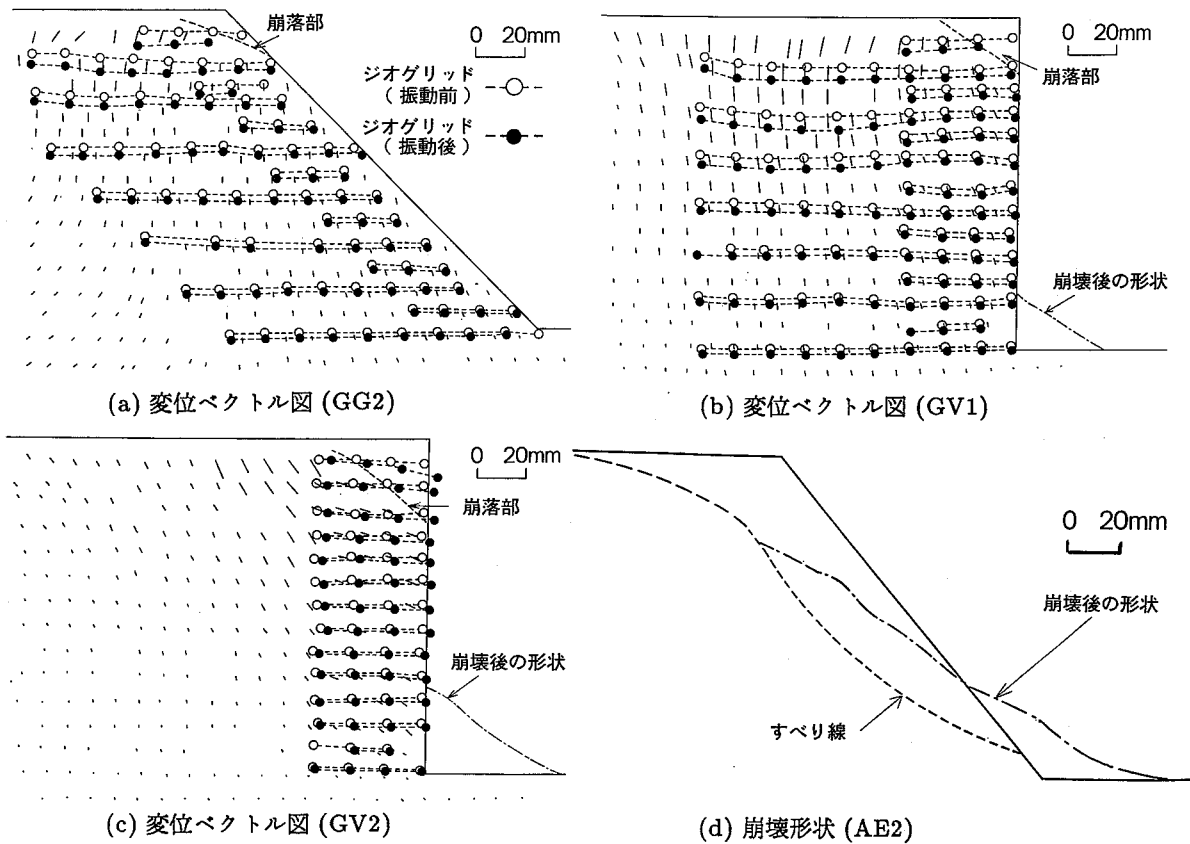 崩落部
0 20mm
ジオグリッド
( 振動前 )
ジオグリッド
( 振動後 )
(a) 変位ベクトル図 (GG2)
0 20mm
崩落部
崩壊後の形状
(b) 変位ベクトル図 (GV1)
0 20mm
崩落部
崩壊後の形状
(c) 変位ベクトル図 (GV2)
0 20mm
崩壊後の形状
すべり線
(d) 崩壊形状 (AE2)